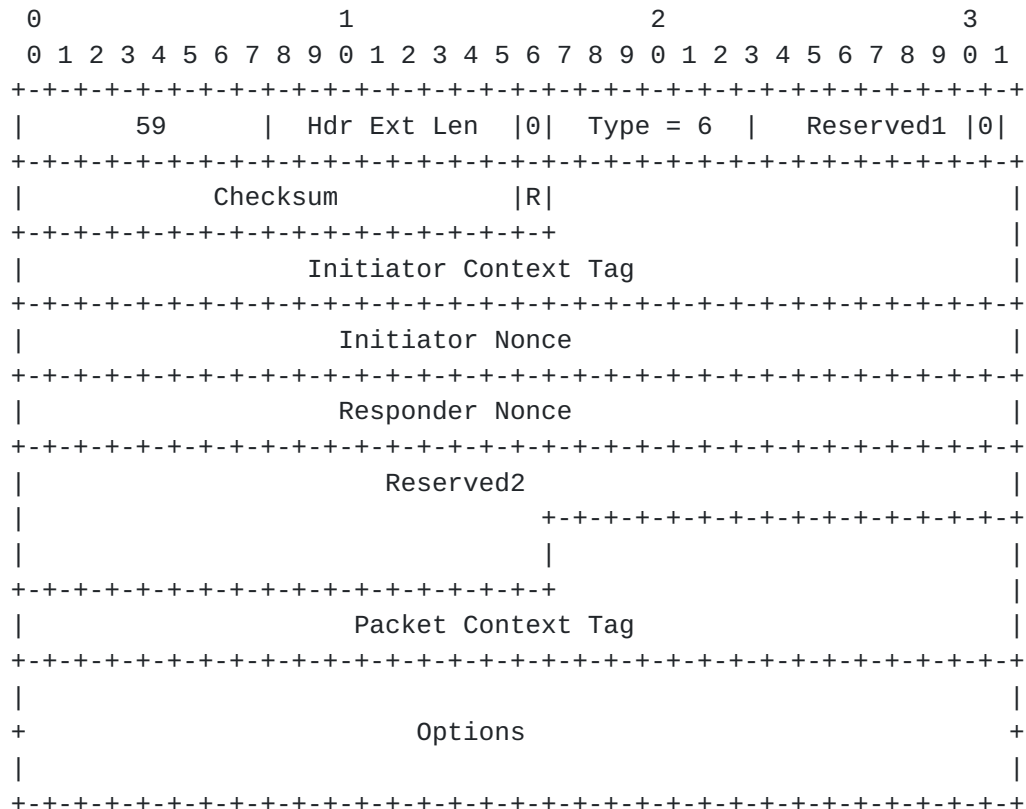 0                   1                   2                   3
 0 1 2 3 4 5 6 7 8 9 0 1 2 3 4 5 6 7 8 9 0 1 2 3 4 5 6 7 8 9 0 1
+-+-+-+-+-+-+-+-+-+-+-+-+-+-+-+-+-+-+-+-+-+-+-+-+-+-+-+-+-+-+-+-+
|       59      |  Hdr Ext Len  |0|  Type = 6  |   Reserved1 |0|
+-+-+-+-+-+-+-+-+-+-+-+-+-+-+-+-+-+-+-+-+-+-+-+-+-+-+-+-+-+-+-+-+
|            Checksum           |R|                             |
+-+-+-+-+-+-+-+-+-+-+-+-+-+-+-+-+-+                             |
|                  Initiator Context Tag                        |
+-+-+-+-+-+-+-+-+-+-+-+-+-+-+-+-+-+-+-+-+-+-+-+-+-+-+-+-+-+-+-+-+
|                    Initiator Nonce                            |
+-+-+-+-+-+-+-+-+-+-+-+-+-+-+-+-+-+-+-+-+-+-+-+-+-+-+-+-+-+-+-+-+
|                    Responder Nonce                            |
+-+-+-+-+-+-+-+-+-+-+-+-+-+-+-+-+-+-+-+-+-+-+-+-+-+-+-+-+-+-+-+-+
|                       Reserved2                               |
|                                 +-+-+-+-+-+-+-+-+-+-+-+-+-+-+-+
|                                 |                             |
+-+-+-+-+-+-+-+-+-+-+-+-+-+-+-+-+-+                             |
|                     Packet Context Tag                        |
+-+-+-+-+-+-+-+-+-+-+-+-+-+-+-+-+-+-+-+-+-+-+-+-+-+-+-+-+-+-+-+-+
|                                                               |
+                         Options                               +
|                                                               |
+-+-+-+-+-+-+-+-+-+-+-+-+-+-+-+-+-+-+-+-+-+-+-+-+-+-+-+-+-+-+-+-+